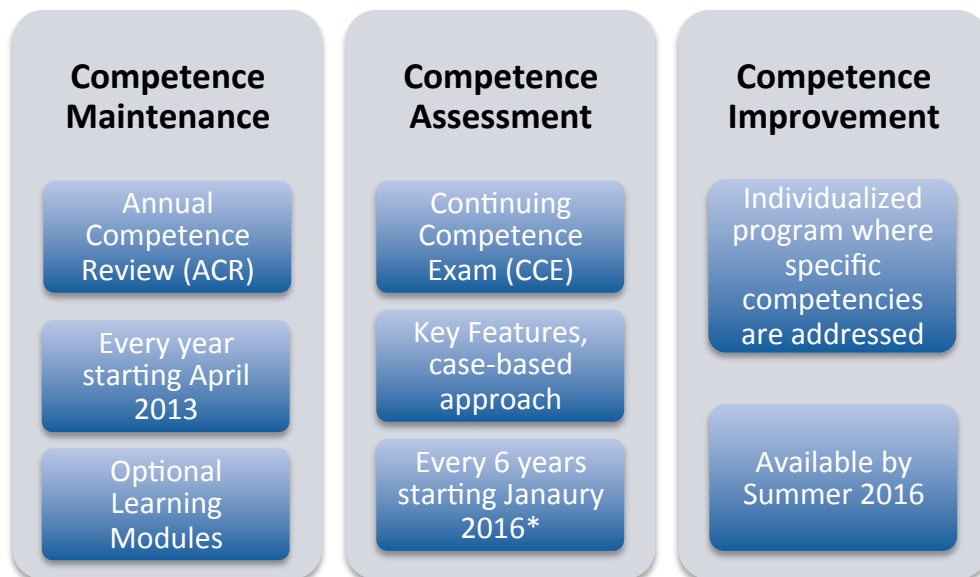 Competence
Maintenance
Annual
Competence
Review (ACR)
Every year
starting April
2013
Optional
Learning
Modules
Competence
Assessment
Continuing
Competence
Exam (CCE)
Key Features,
case-based
approach
Every 6 years
starting Janaury
2016*
Competence
Improvement
Individualized
program where
specific
competencies
are addressed
Available by
Summer 2016